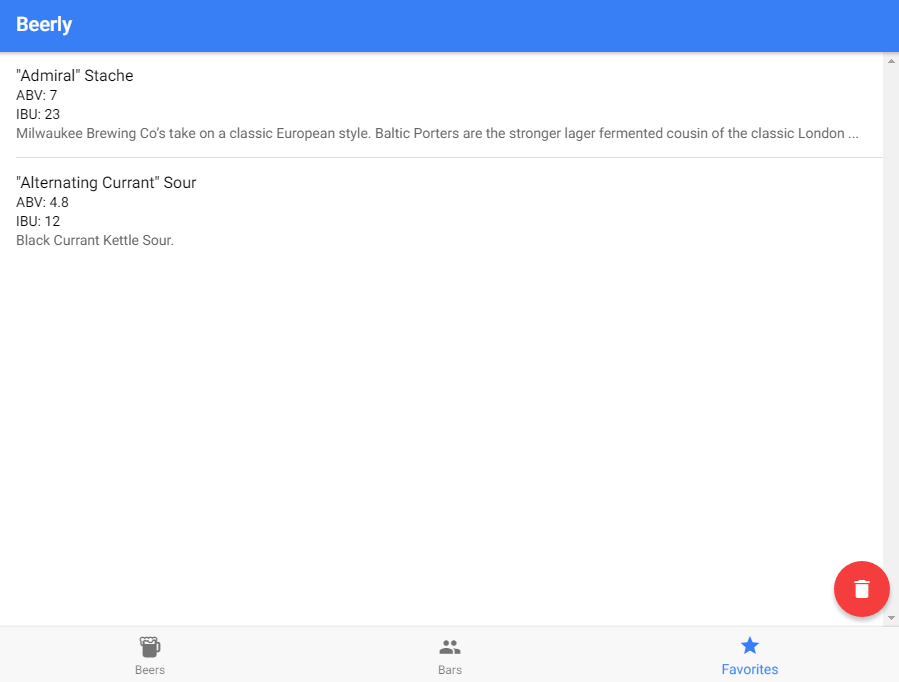 Beerly
"Admiral" Stache
ABV: 7
IBU: 23
Milwaukee Brewing Co’s take on a classic European style. Baltic Porters are the stronger lager fermented cousin of the classic London ...
"Alternating Currant" Sour
ABV: 4.8
IBU: 12
Black Currant Kettle Sour.
Beers
Bars
Favorites